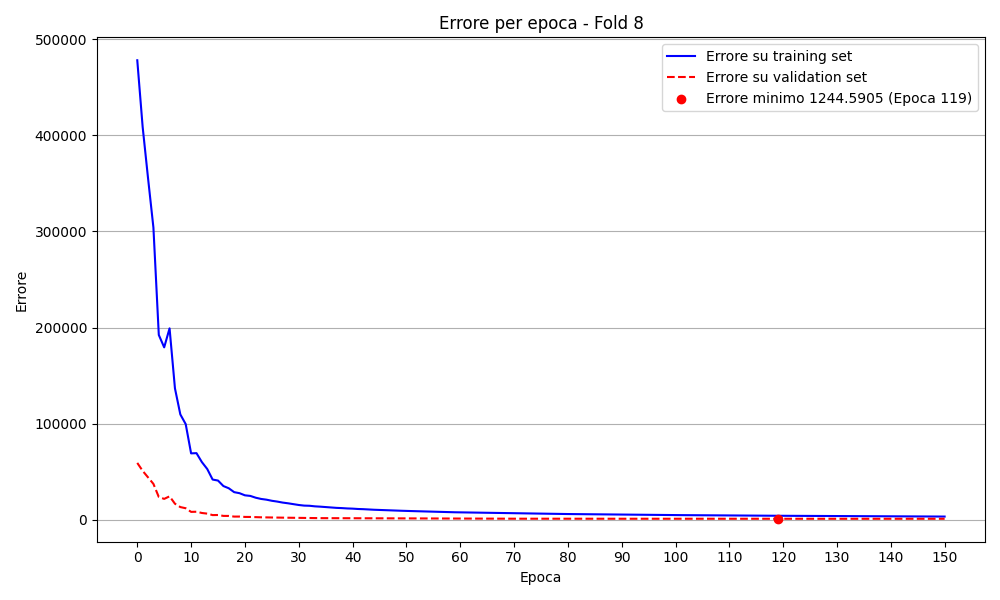 Errore per epoca - Fold 8
Errore su training set
Errore su validation set
Errore minimo 1244.5905 (Epoca 119)
500000
400000
300000
200000
100000
0
Errore
0 10 20 30 40 50 60 70 80 90 100 110 120 130 140 150
Epoca